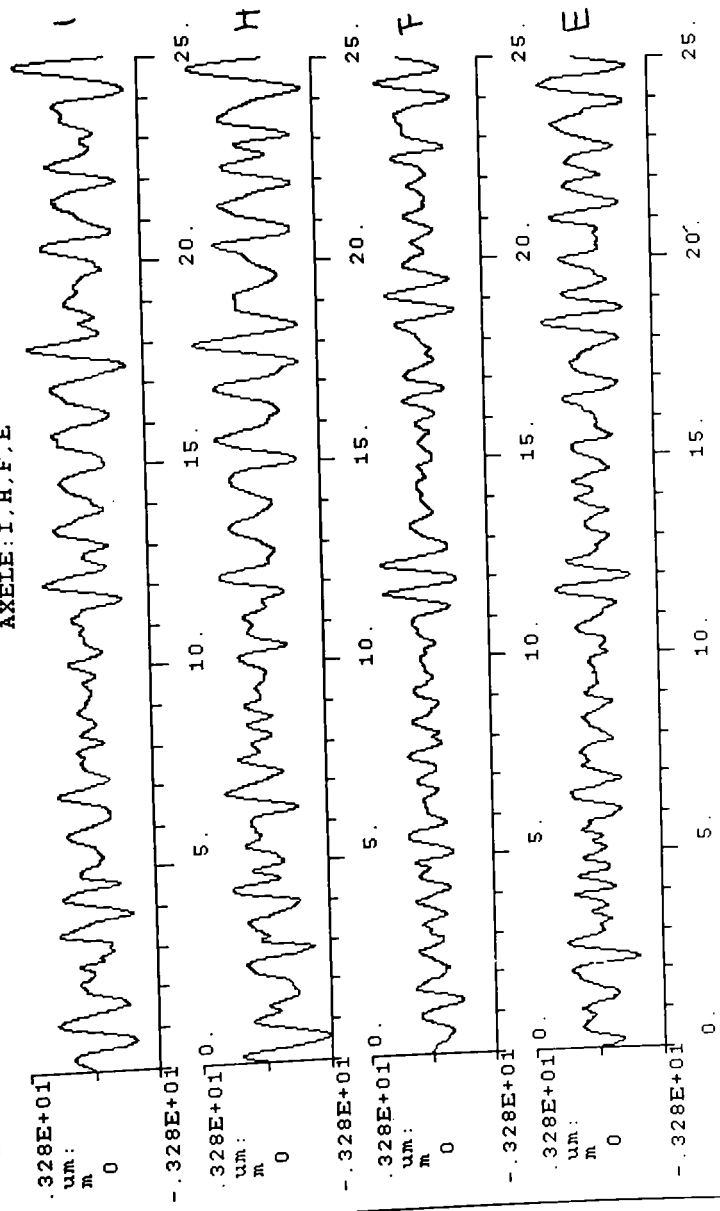 AXELE: I, H, F, E
.328E+01
um:
m
0
-.328E+01
0.
5.
10.
15.
20.
25.
I
.328E+01
um:
m
0
-.328E+01
0.
5.
10.
15.
20.
25.
H
.328E+01
um:
m
0
-.328E+01
0.
5.
10.
15.
20.
25.
F
.328E+01
um:
m
0
-.328E+01
0.
5.
10.
15.
20.
25.
E